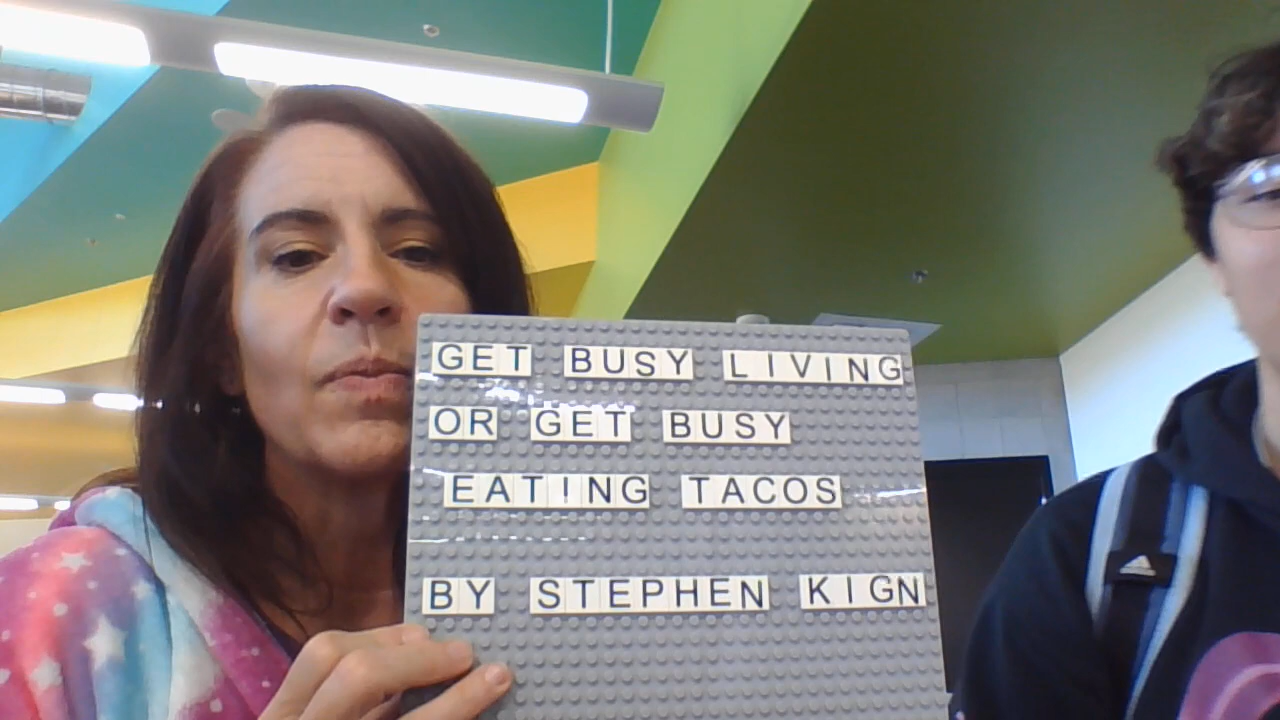 GET BUSY LIVING
OR GET BUSY
EATING TACOS
BY STEPHEN KIGN